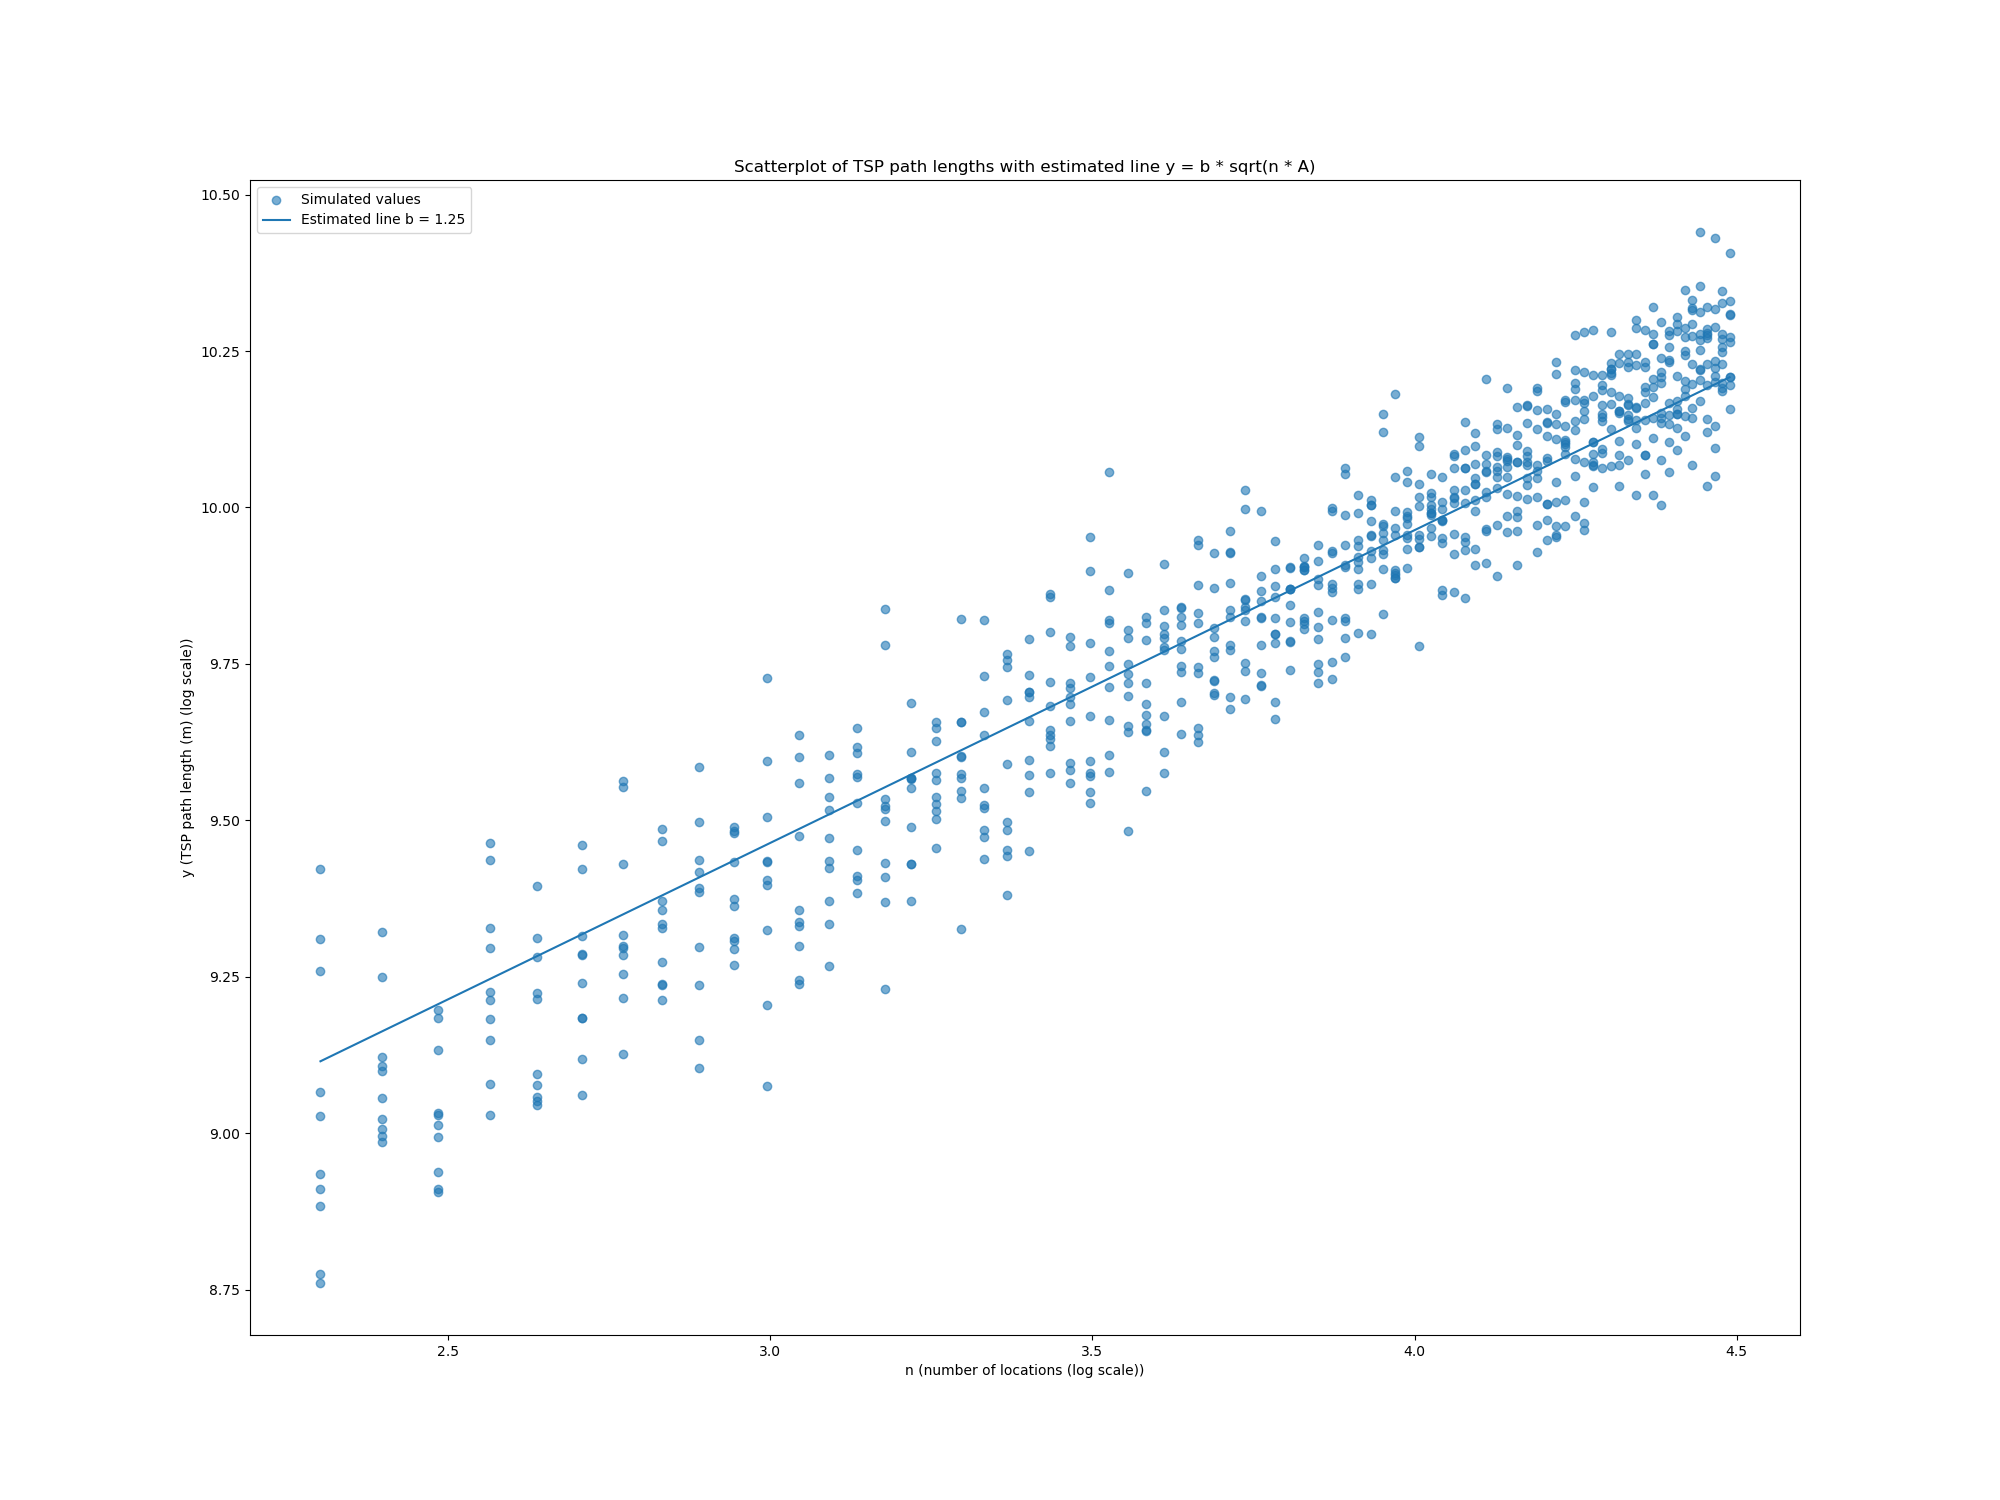 Scatterplot of TSP path lengths with estimated line y = b * sqrt(n * A)
Simulated values
Estimated line b = 1.25
10.50
10.25
10.00
9.75
9.50
9.25
9.00
8.75
y (TSP path length (m) (log scale))
2.5 3.0 3.5 4.0 4.5
n (number of locations (log scale))